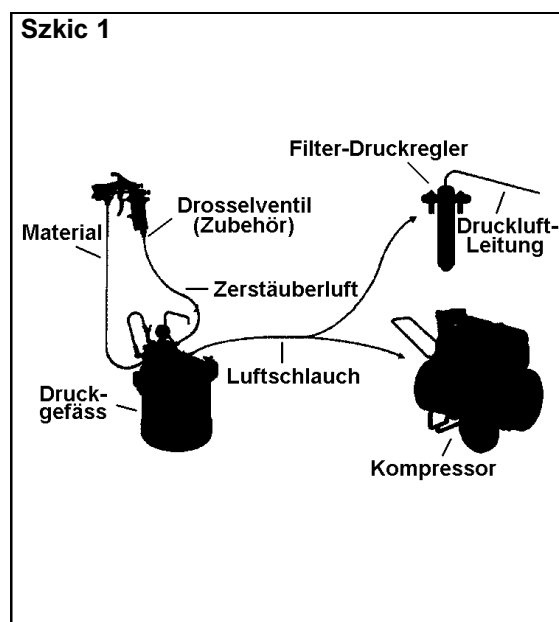 Szkic 1
Filter-Druckregler
Drosselventil
(Zubehör)
Material
Druckluft-
Leitung
Zerstäuberluft
Luftschlauch
Druck-
gefäss
Kompressor